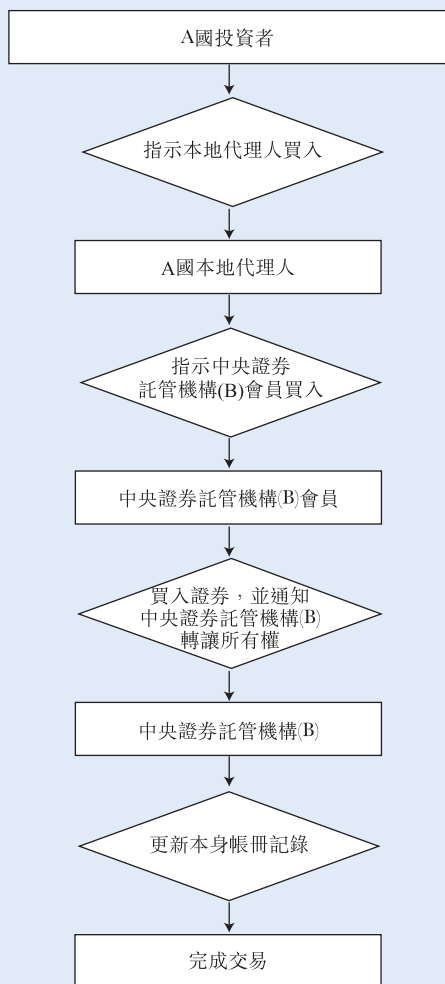 A國投資者
指示本地代理人買入
A國本地代理人
指示中央證券
託管機構(B)會員買入
中央證券託管機構(B)會員
買入證券，並通知
中央證券託管機構(B)
轉讓所有權
中央證券託管機構(B)
更新本身帳冊記錄
完成交易